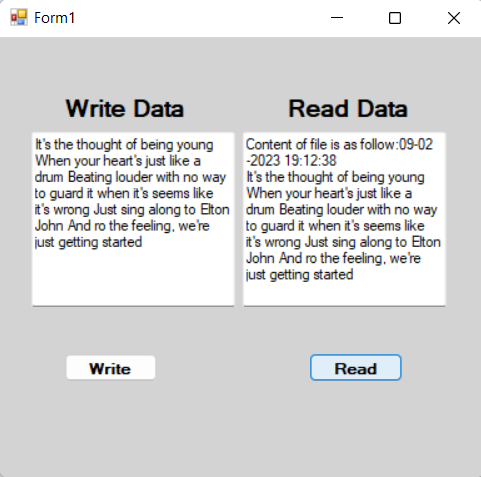 Form1
Write Data
Read Data
It's the thought of being young
When your heart's just like a
drum Beating louder with no way
to guard it when it's seems like
it's wrong Just sing along to Elton
John And ro the feeling, we're
just getting started
Content of file is as follow:09-02
-2023 19:12:38
It's the thought of being young
When your heart's just like a
drum Beating louder with no way
to guard it when it's seems like
it's wrong Just sing along to Elton
John And ro the feeling, we're
just getting started
Write
Read